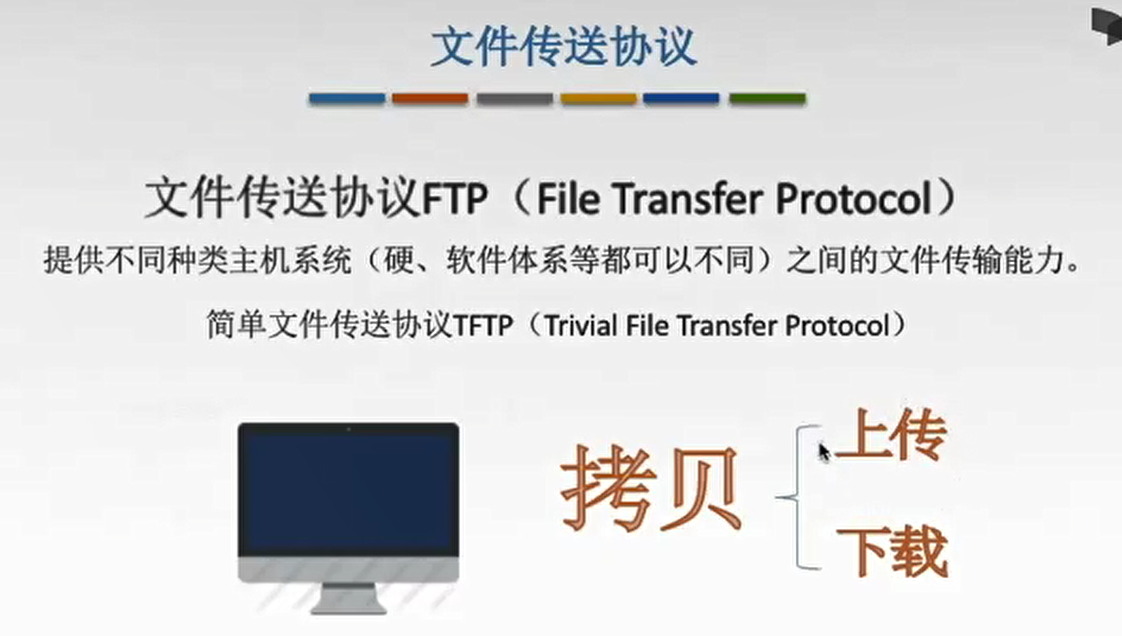 文件传送协议
文件传送协议FTP（File Transfer Protocol）
提供不同种类主机系统（硬、软件体系等都可以不同）之间的文件传输能力。
简单文件传送协议TFTP（Trivial File Transfer Protocol）
拷贝
上传
下载